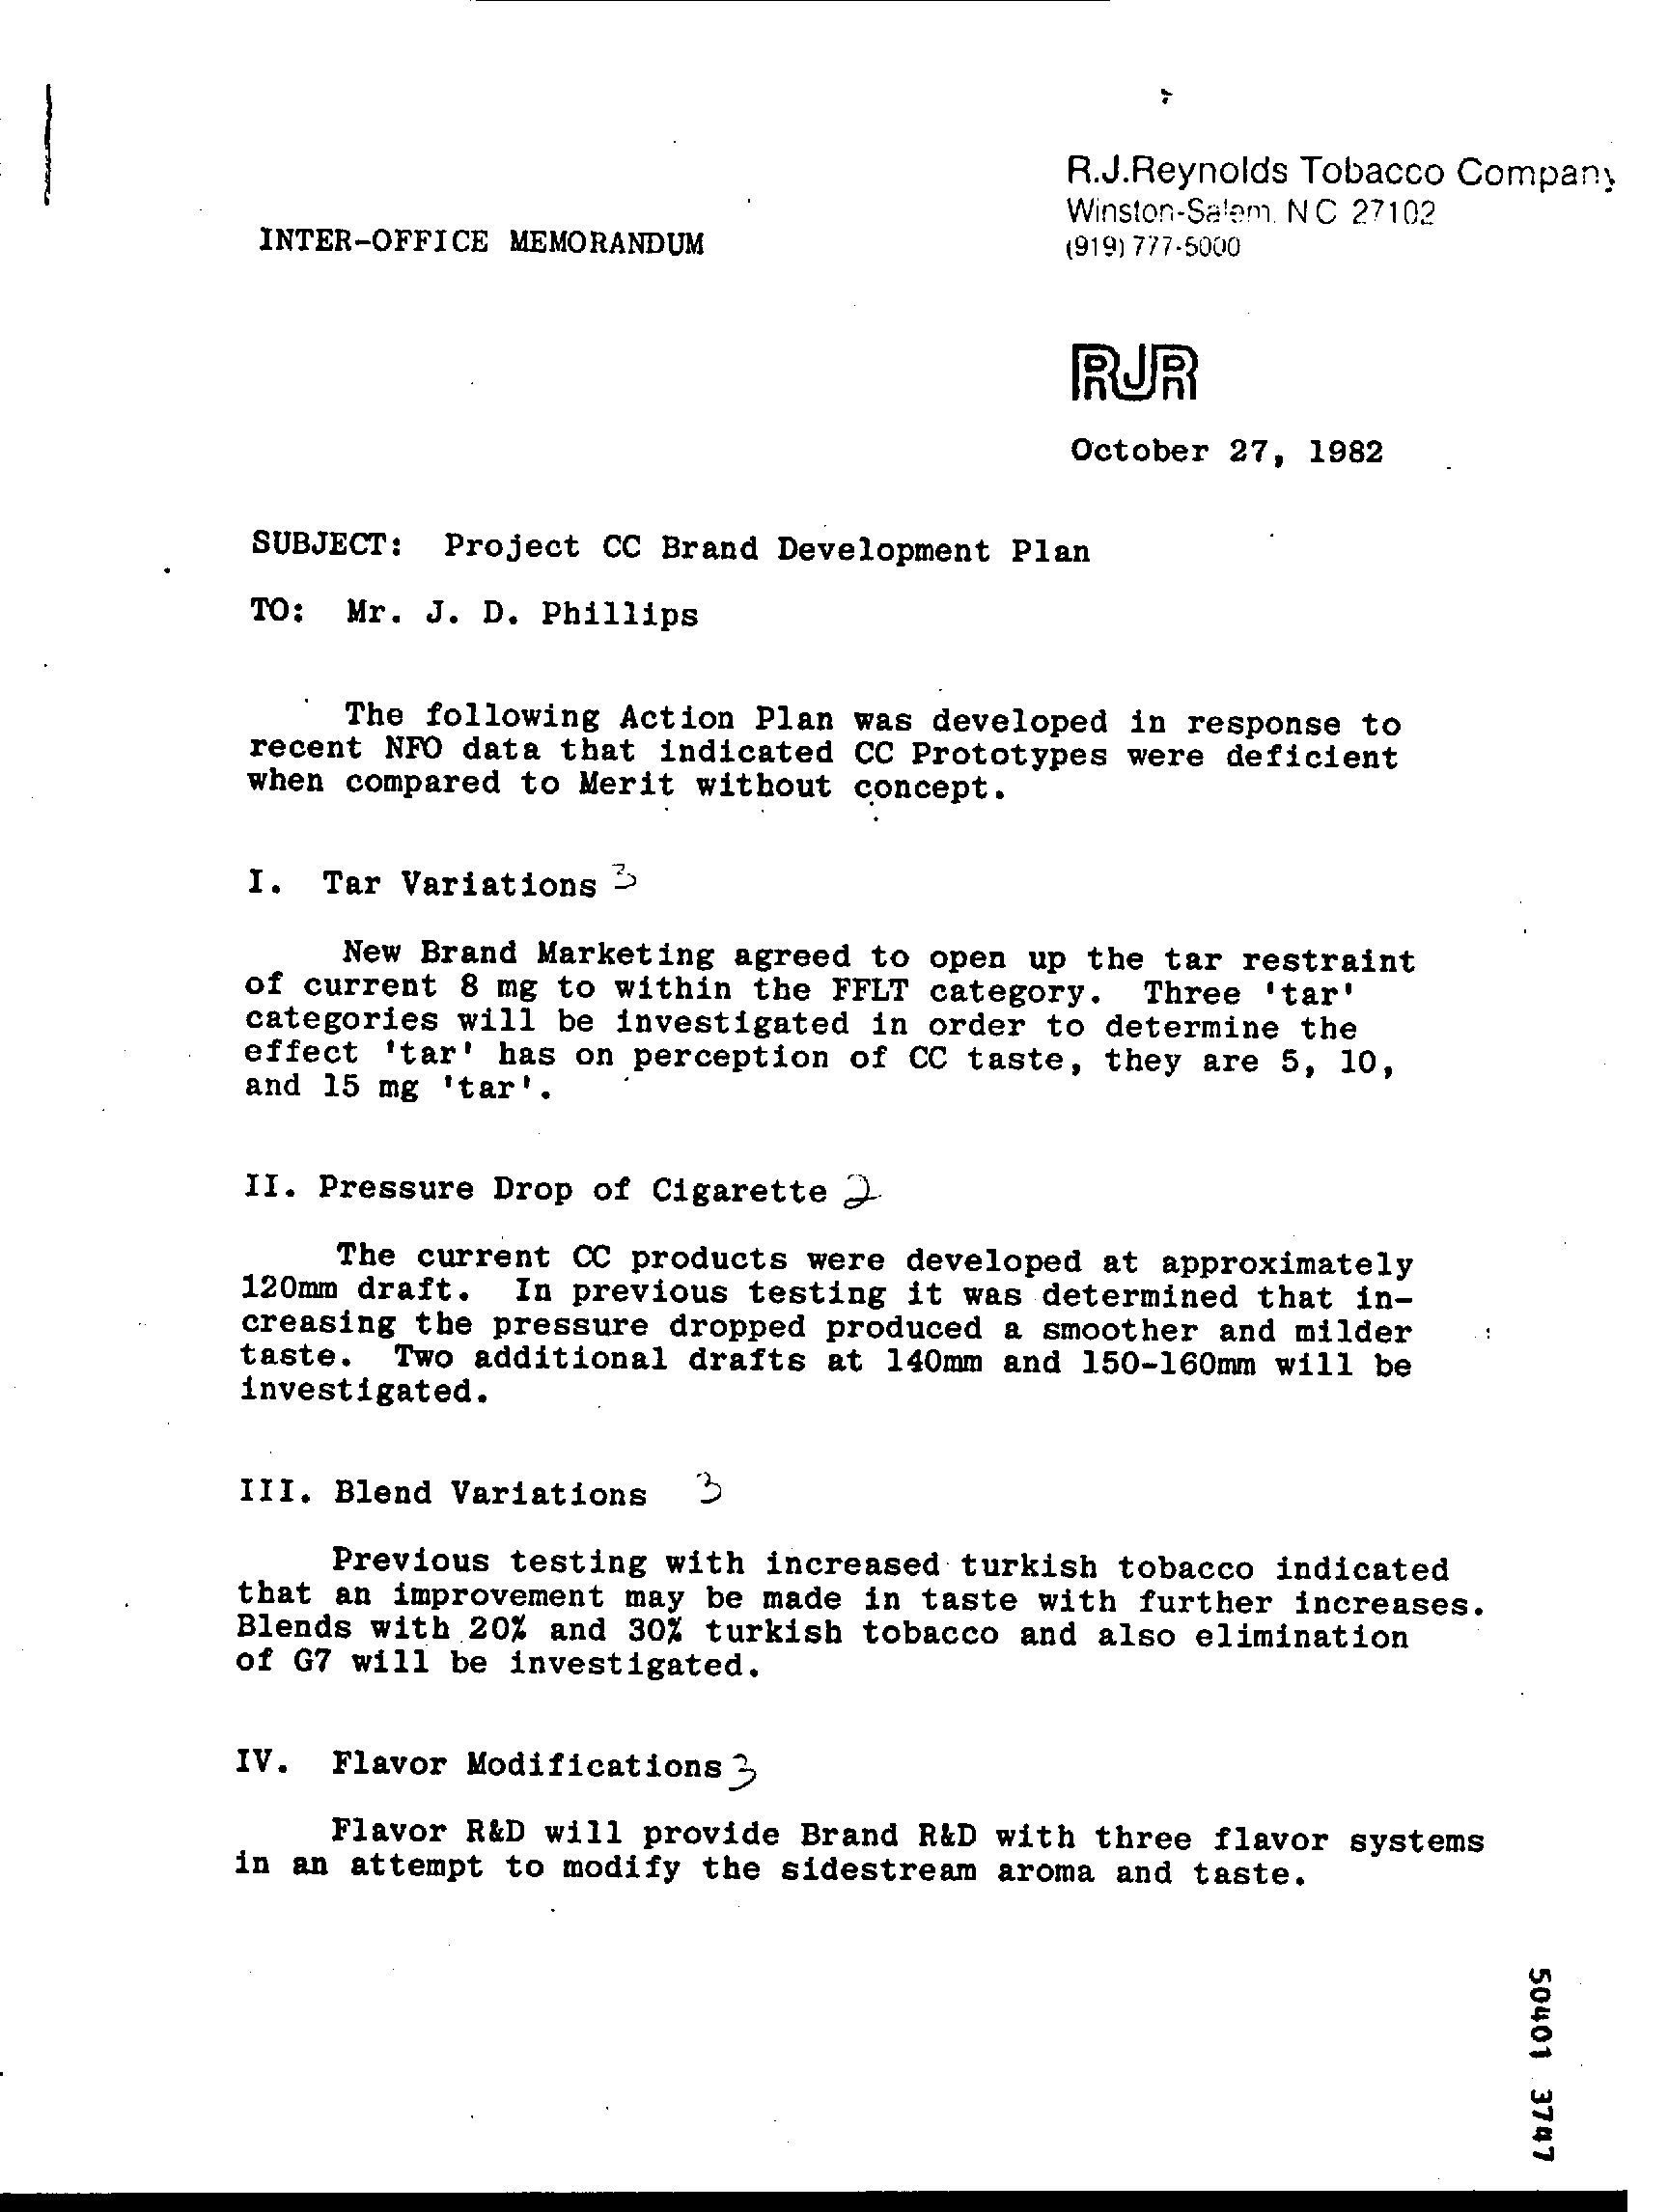 R.J.Reynolds Tobacco Company
Winston-Salem, NC 27102
(919) 777-5000
INTER-OFFICE MEMORANDUM
RJR
October 27, 1982
SUBJECT: Project CC Brand Development Plan
TO: Mr. J. D. Phillips
The following Action Plan was developed in response to
recent NFO data that indicated CC Prototypes were deficient
when compared to Merit without concept.
I. Tar Variations 3
New Brand Marketing agreed to open up the tar restraint
of current 8 mg to within the FFLT category. Three 'tar'
categories will be investigated in order to determine the
effect 'tar' has on perception of CC taste, they are 5, 10,
and 15 mg 'tar'.
II. Pressure Drop of Cigarette 2
The current CC products were developed at approximately
120mm draft. In previous testing it was determined that in-
creasing the pressure dropped produced a smoother and milder
taste. Two additional drafts at 140mm and 150-160mm will be
investigated.
III. Blend Variations 3
Previous testing with increased turkish tobacco indicated
that an improvement may be made in taste with further increases.
Blends with 20% and 30% turkish tobacco and also elimination
of G7 will be investigated.
IV. Flavor Modifications 3
Flavor R&D will provide Brand R&D with three flavor systems
in an attempt to modify the sidestream aroma and taste.
50401 3747